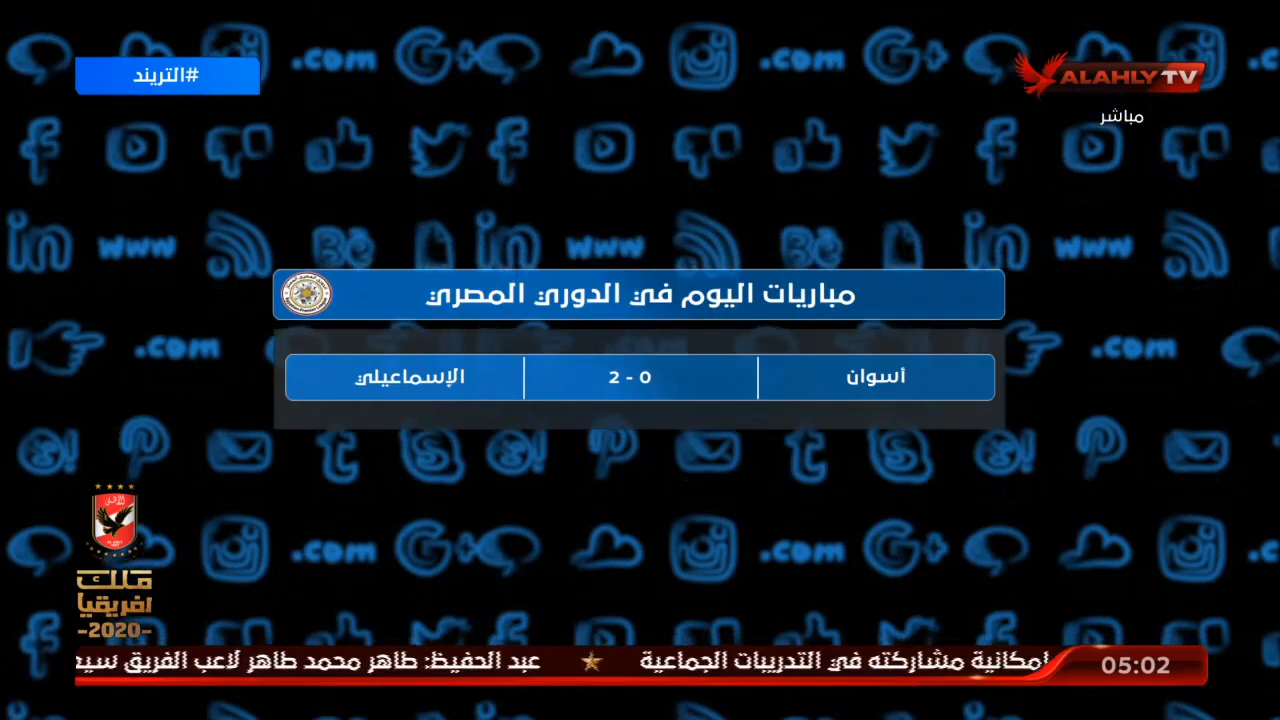 #التريند
ALAHLY TV
مباشر
مباريات اليوم في الدوري المصري
أسوان
2 - 0
الإسماعيلي
ملك
افريقيا
-2020-
05:02
امكانية مشاركته في التدريبات الجماعية
عبد الحفيظ: طاهر محمد طاهر لاعب الفريق